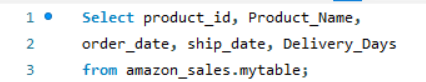 1 Select product_id, Product_Name,
2 order_date, ship_date, Delivery_Days
3 from amazon_sales.mytable;